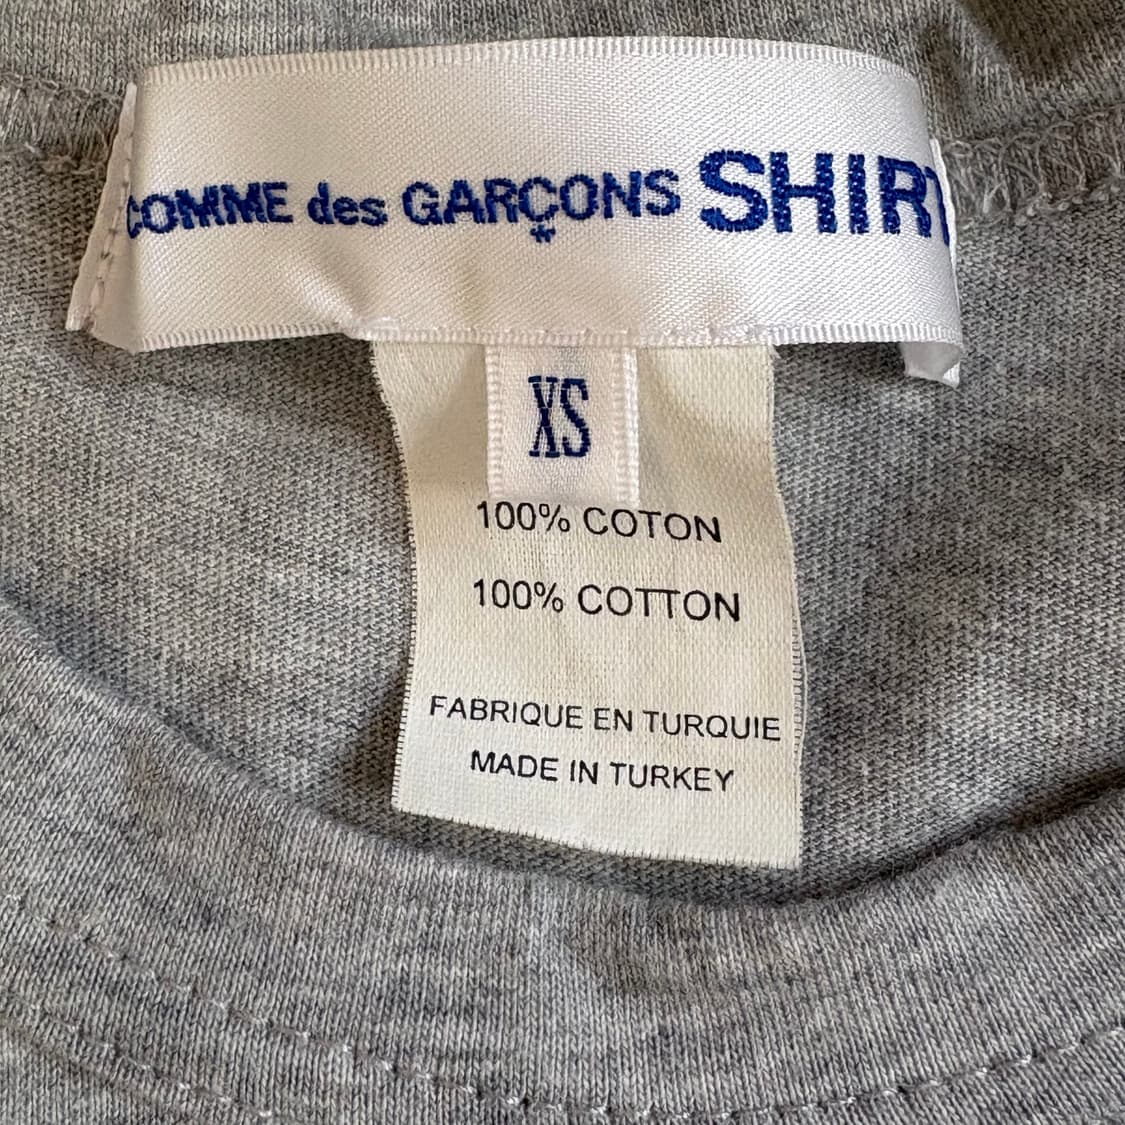 COMME des GARÇONS SHIRT
*
XS
100% COTON
100% COTTON
FABRIQUE EN TURQUIE
MADE IN TURKEY